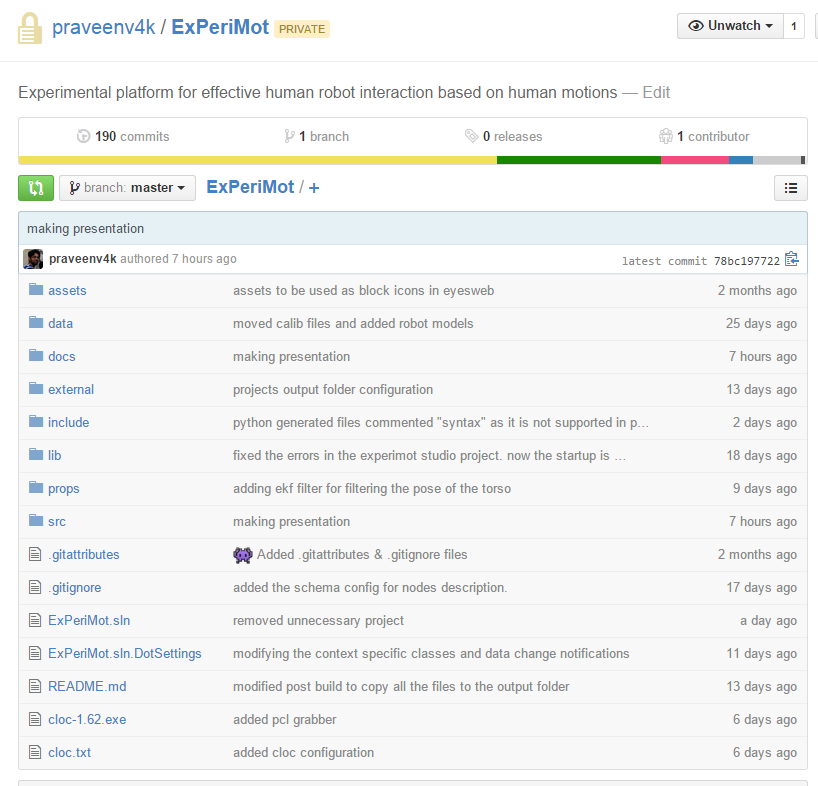 praveenv4k / ExPeriMot PRIVATE Unwatch 1
Experimental platform for effective human robot interaction based on human motions — Edit
190 commits 1 branch 0 releases 1 contributor
branch: master ExPeriMot / +
making presentation
praveenv4k authored 7 hours ago latest commit 78bc197722
assets assets to be used as block icons in eyesweb 2 months ago
data moved calib files and added robot models 25 days ago
docs making presentation 7 hours ago
external projects output folder configuration 13 days ago
include python generated files commented "syntax" as it is not supported in p… 2 days ago
lib fixed the errors in the experimot studio project. now the startup is … 18 days ago
props adding ekf filter for filtering the pose of the torso 9 days ago
src making presentation 7 hours ago
.gitattributes Added .gitattributes & .gitignore files 2 months ago
.gitignore added the schema config for nodes description. 17 days ago
ExPeriMot.sln removed unnecessary project a day ago
ExPeriMot.sln.DotSettings modifying the context specific classes and data change notifications 11 days ago
README.md modified post build to copy all the files to the output folder 13 days ago
cloc-1.62.exe added pcl grabber 6 days ago
cloc.txt added cloc configuration 6 days ago